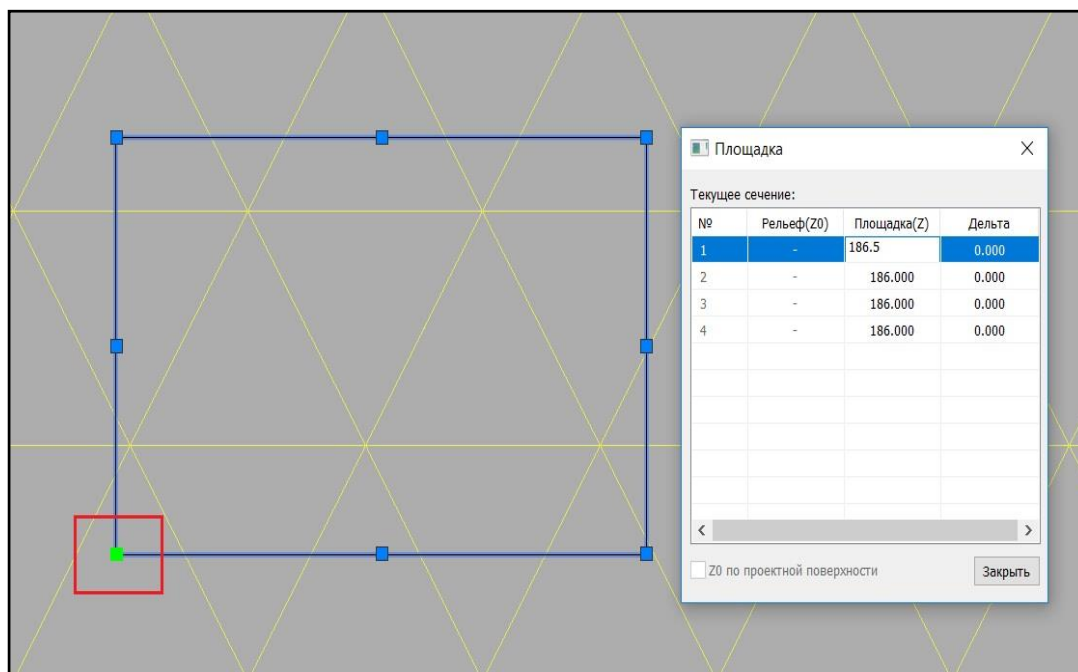 Площадка
Текущее сечение:
№ Рельеф(Z0) Площадка(Z) Дельта
1 - 186.5 0.000
2 - 186.000 0.000
3 - 186.000 0.000
4 - 186.000 0.000
Z0 по проектной поверхности
Закрыть